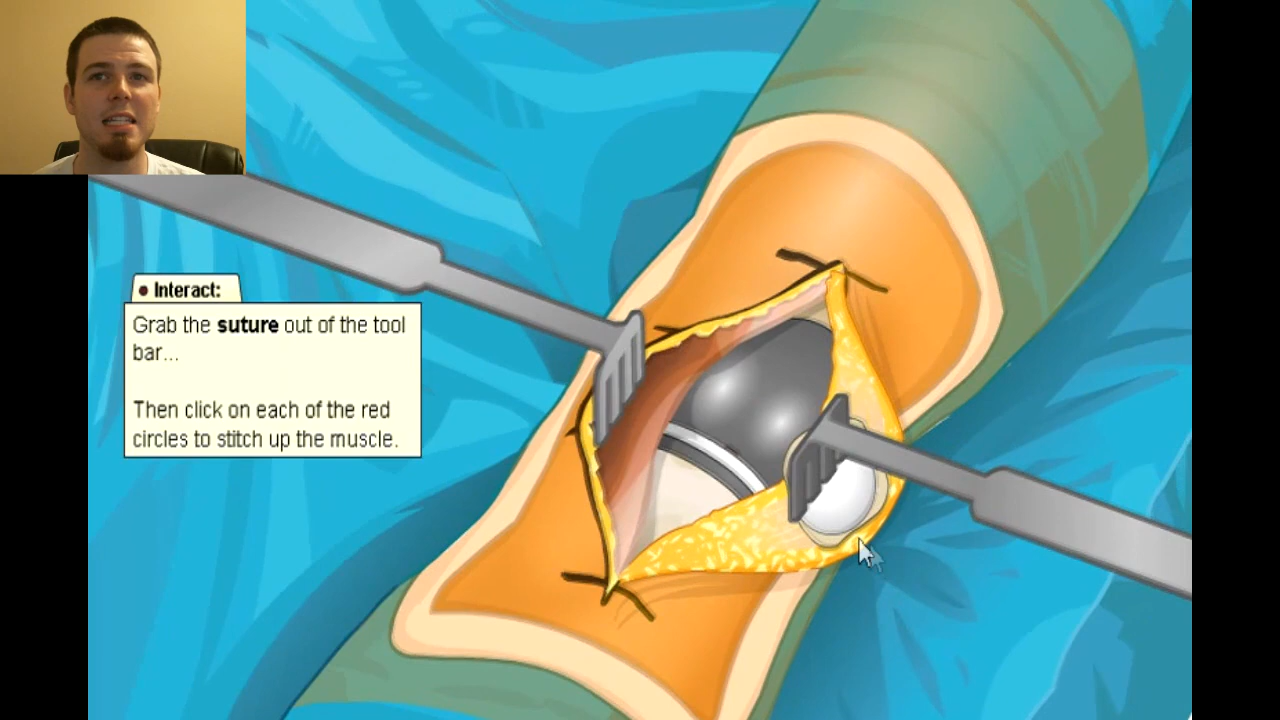 Interact:
Grab the suture out of the tool
bar...
Then click on each of the red
circles to stitch up the muscle.